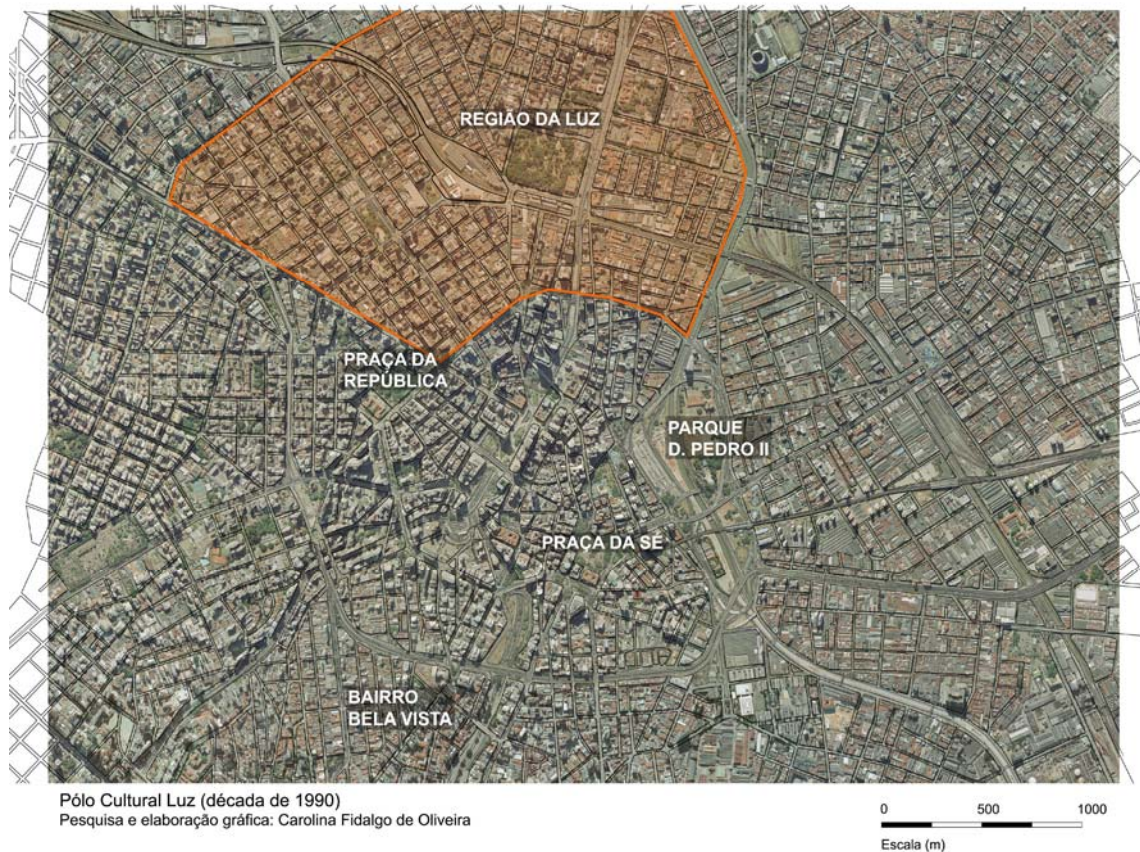 REGIÃO DA LUZ
PRAÇA DA
REPÚBLICA
PARQUE
D. PEDRO II
PRAÇA DA SÉ
BAIRRO
BELA VISTA
Pólo Cultural Luz (década de 1990)
Pesquisa e elaboração gráfica: Carolina Fidalgo de Oliveira
0 500 1000
Escala (m)